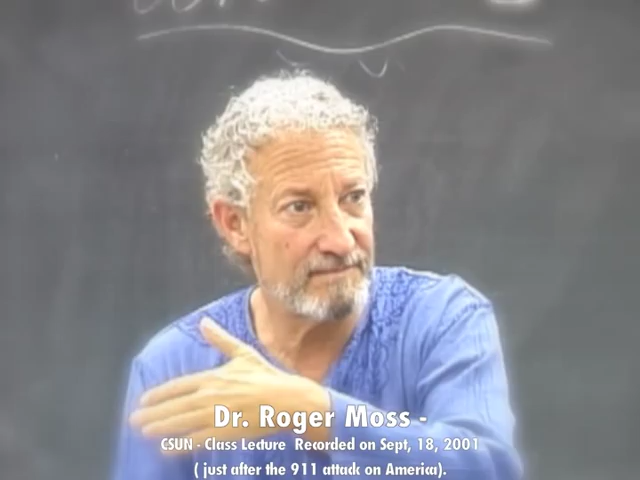 Dr. Roger Moss -
CSUN - Class Lecture Recorded on Sept, 18, 2001
( just after the 911 attack on America).